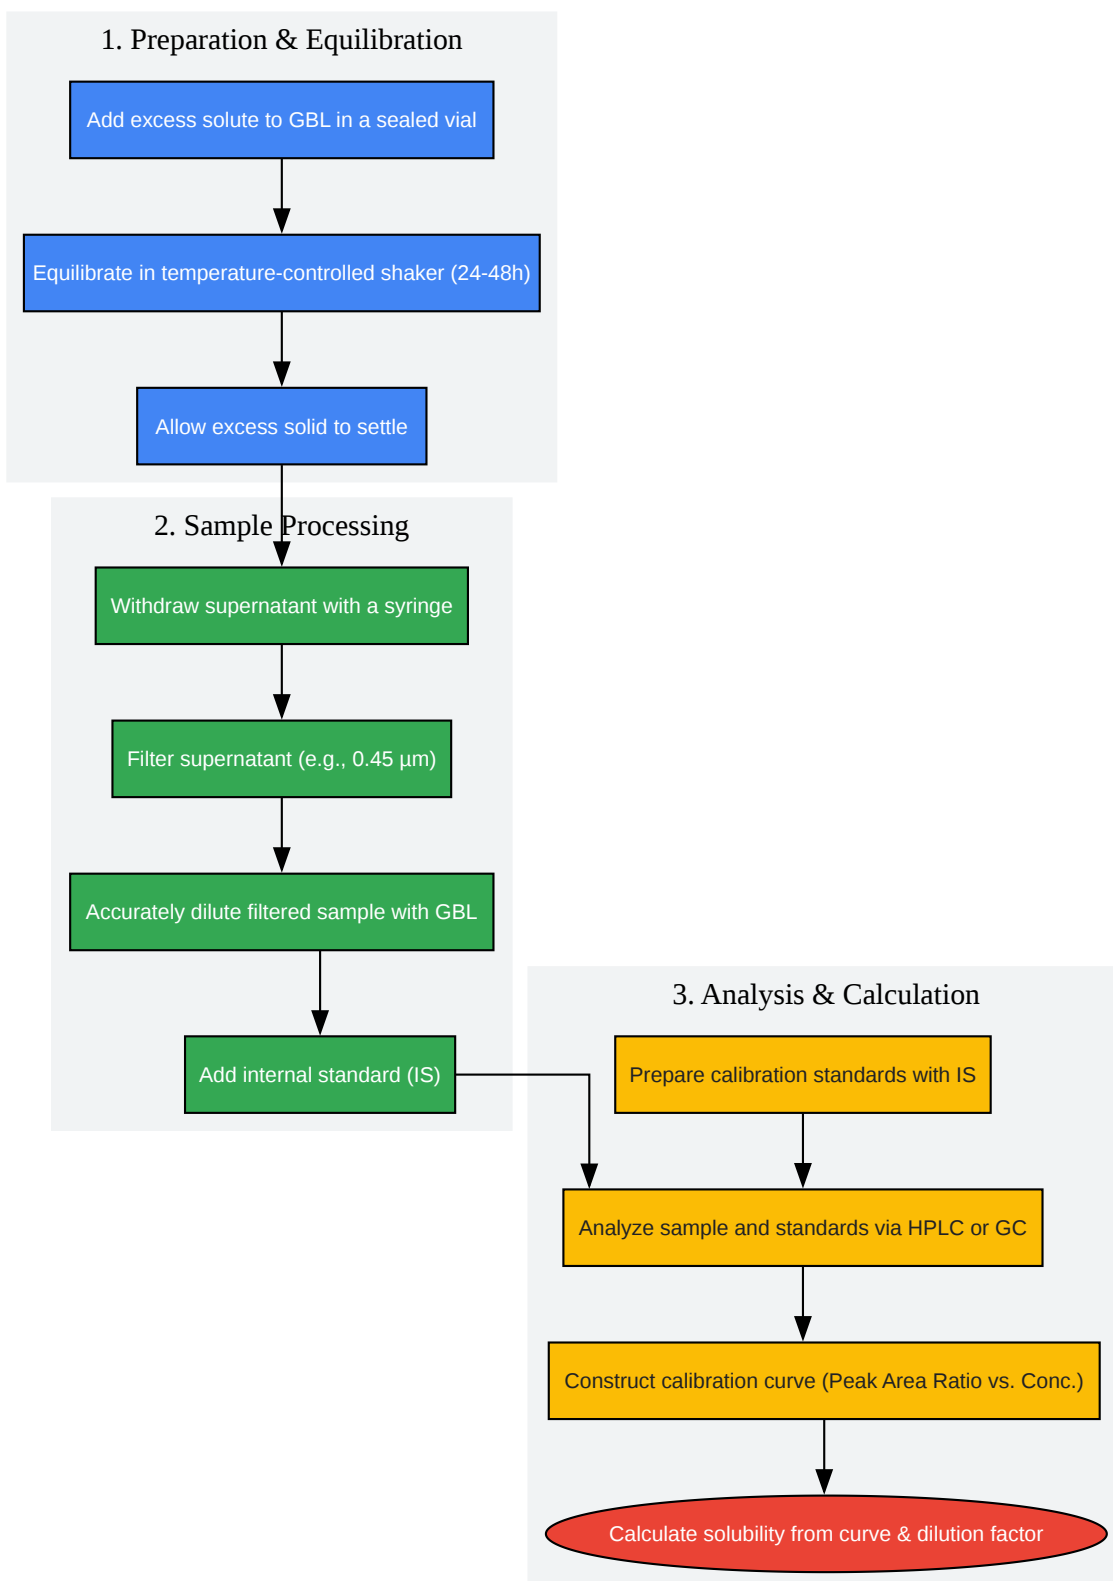 1. Preparation & Equilibration
Add excess solute to GBL in a sealed vial
Equilibrate in temperature-controlled shaker (24-48h)
Allow excess solid to settle
2. Sample Processing
Withdraw supernatant with a syringe
Filter supernatant (e.g., 0.45 µm)
Accurately dilute filtered sample with GBL
Add internal standard (IS)
3. Analysis & Calculation
Prepare calibration standards with IS
Analyze sample and standards via HPLC or GC
Construct calibration curve (Peak Area Ratio vs. Conc.)
Calculate solubility from curve & dilution factor